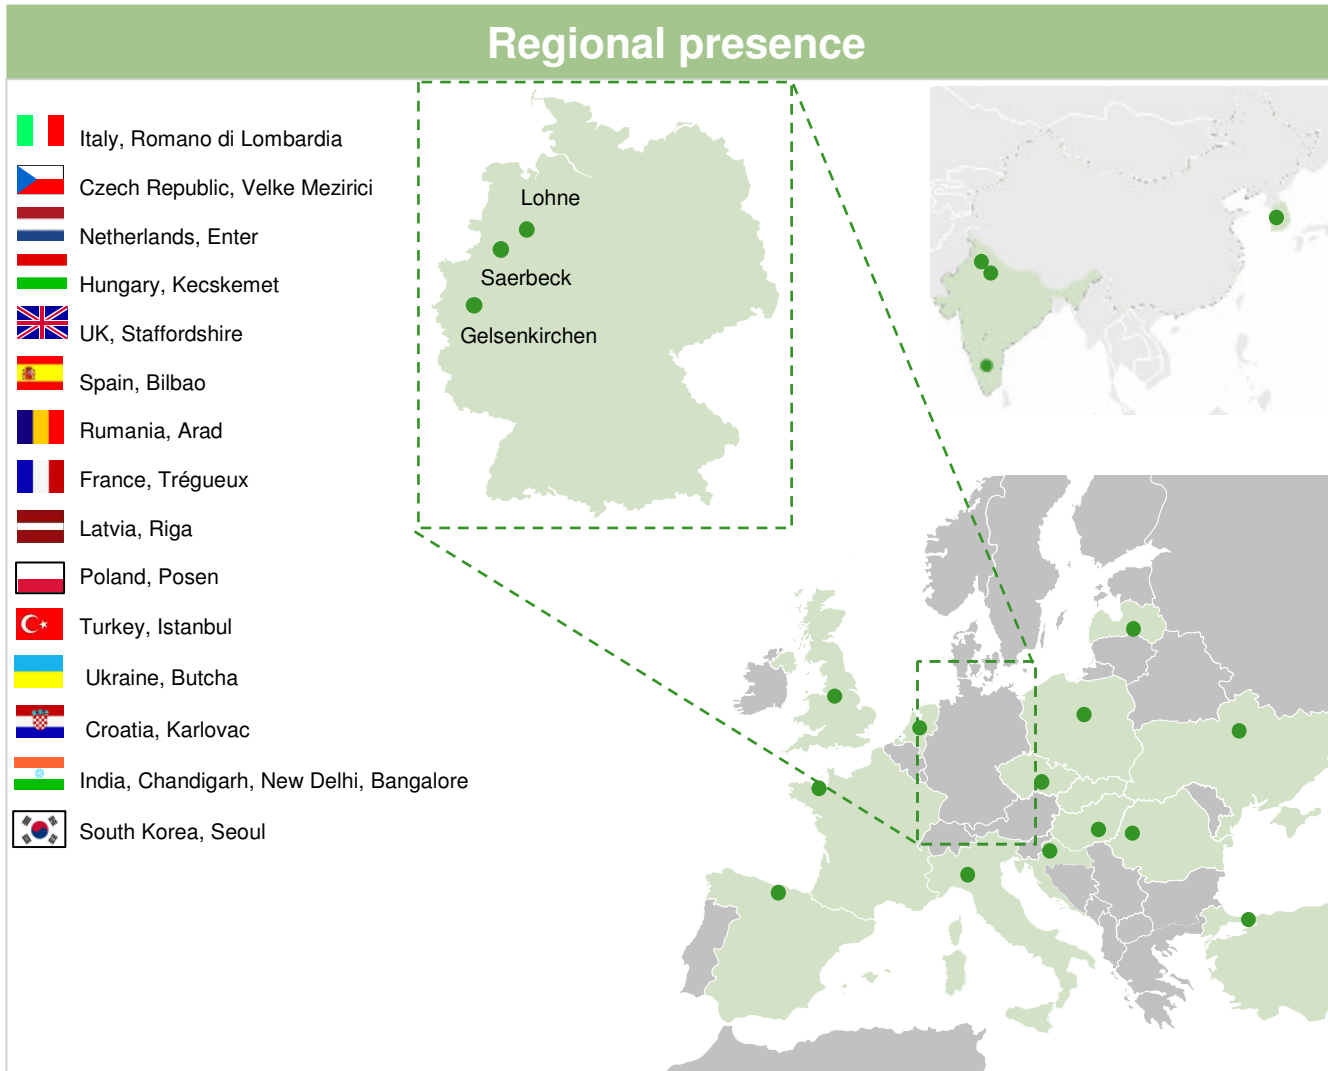 Regional presence
Italy, Romano di Lombardia
Czech Republic, Velke Mezirici
Netherlands, Enter
Hungary, Kecskemet
UK, Staffordshire
Spain, Bilbao
Rumania, Arad
France, Trégueux
Latvia, Riga
Poland, Posen
Turkey, Istanbul
Ukraine, Butcha
Croatia, Karlovac
India, Chandigarh, New Delhi, Bangalore
South Korea, Seoul
Lohne
Saerbeck
Gelsenkirchen